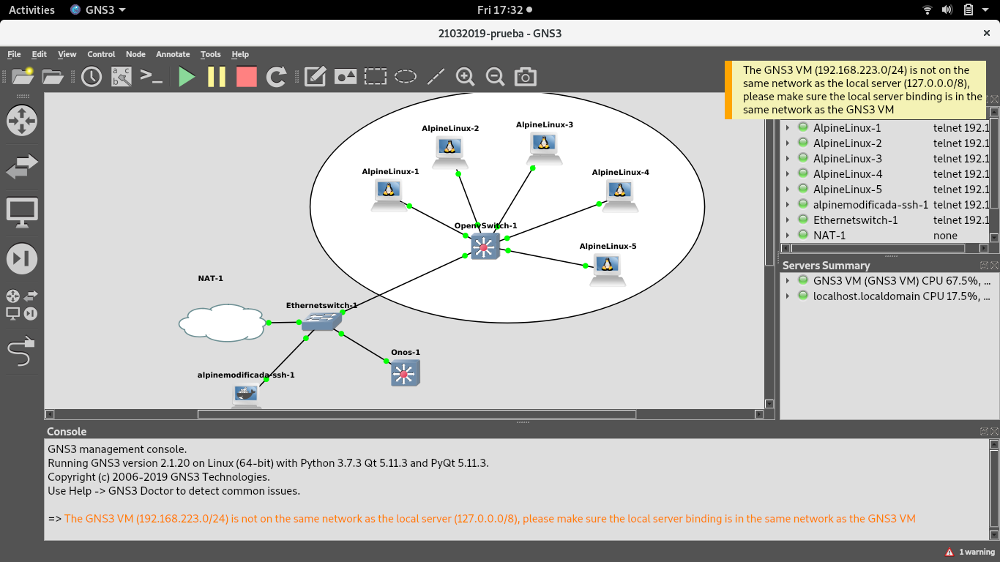 Activities GNS3 Fri 17:32
21032019-prueba - GNS3
File Edit View Control Node Annotate Tools Help
The GNS3 VM (192.168.223.0/24) is not on the
same network as the local server (127.0.0.0/8),
please make sure the local server binding is in the
same network as the GNS3 VM
AlpineLinux-1
AlpineLinux-2
AlpineLinux-3
AlpineLinux-4
AlpineLinux-5
OpenvSwitch-1
NAT-1
Ethernetswitch-1
Onos-1
alpinemodificada-ssh-1
AlpineLinux-1 telnet 192.1
AlpineLinux-2 telnet 192.1
AlpineLinux-3 telnet 192.1
AlpineLinux-4 telnet 192.1
AlpineLinux-5 telnet 192.1
alpinemodificada-ssh-1 telnet 192.1
Ethernetswitch-1 telnet 192.1
NAT-1 none
Servers Summary
GNS3 VM (GNS3 VM) CPU 67.5%, ...
localhost.localdomain CPU 17.5%, ...
Console
GNS3 management console.
Running GNS3 version 2.1.20 on Linux (64-bit) with Python 3.7.3 Qt 5.11.3 and PyQt 5.11.3.
Copyright (c) 2006-2019 GNS3 Technologies.
Use Help -> GNS3 Doctor to detect common issues.
=> The GNS3 VM (192.168.223.0/24) is not on the same network as the local server (127.0.0.0/8), please make sure the local server binding is in the same network as the GNS3 VM
1 warning